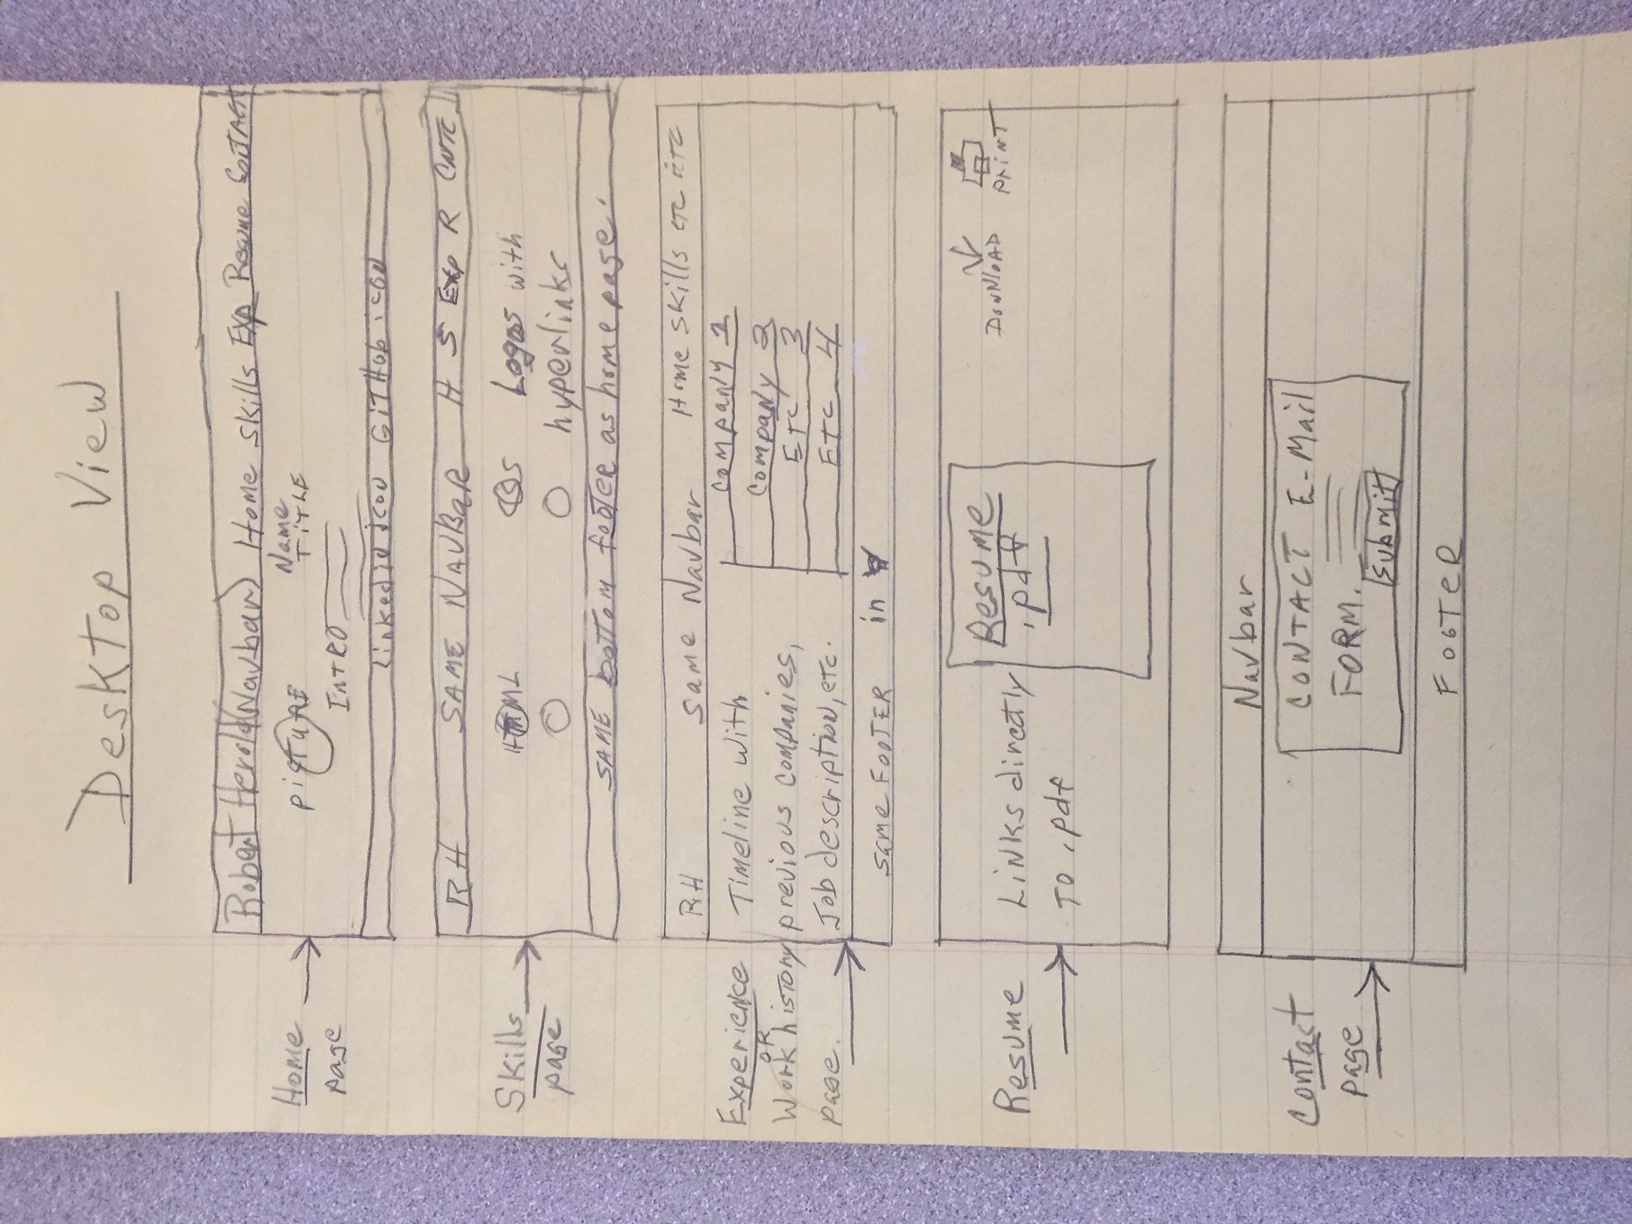 Desktop View
Robert Herold (Navbar) Home Skills Exp Resume Contact
Home page
picture
Name
Title
Intro
Linkedin icon GitHub icon
RH Same Navbar H S Exp R CNTC
Skills page
HTML CSS Logos with
hyperlinks
Same bottom footer as home page.
RH Same Navbar Home Skills etc etc
Experience
or
Work history
page.
Timeline with
previous companies,
Job description, etc.
Company 1
Company 2
ETC 3
ETC 4
Same Footer in
Resume
Links directly
to .pdf
Resume
.pdf
Download
Print
Navbar
Contact
page
Contact E-Mail
Form.
Submit
Footer